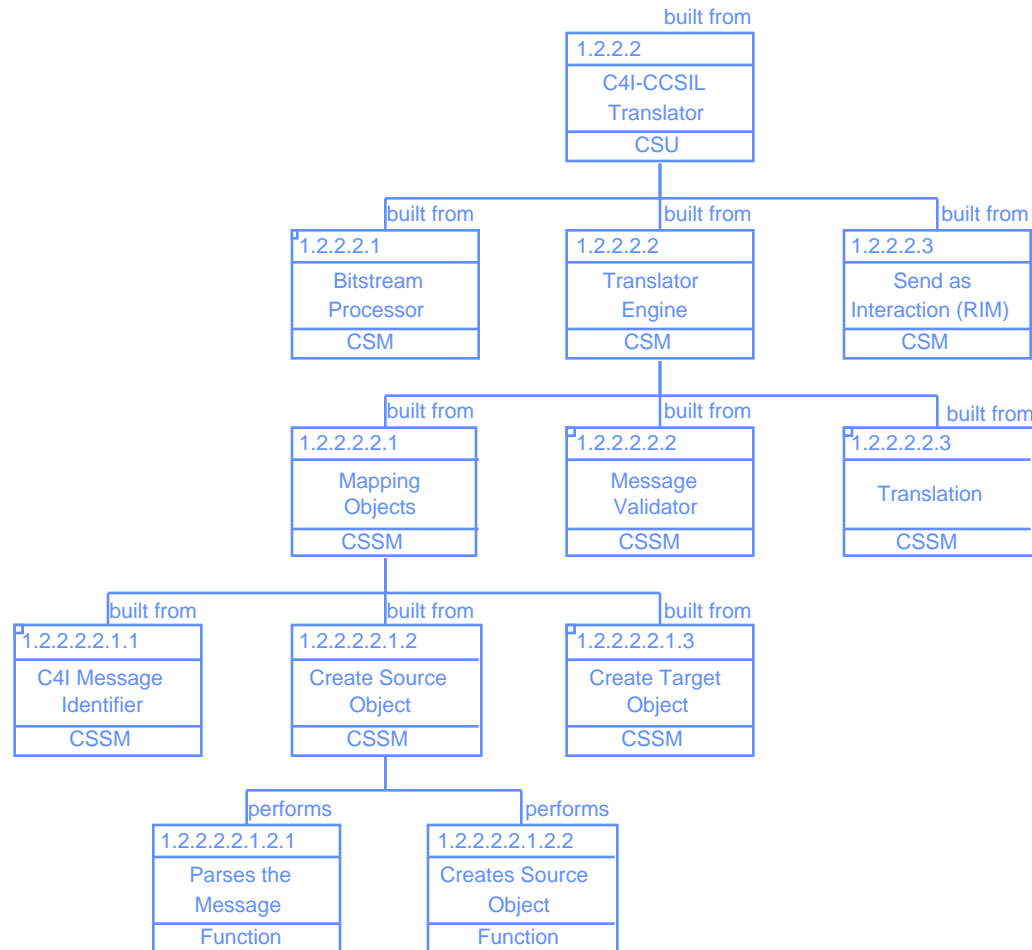 built from
1.2.2.2
C4I-CCSIL
Translator
CSU
built from
built from
built from
1.2.2.2.1
1.2.2.2.2
1.2.2.2.3
Bitstream
Processor
Translator
Engine
Send as
Interaction (RIM)
CSM
CSM
CSM
built from
built from
built from
1.2.2.2.2.1
1.2.2.2.2.2
1.2.2.2.2.3
Mapping
Objects
Message
Validator
Translation
CSSM
CSSM
CSSM
built from
built from
built from
1.2.2.2.2.1.1
1.2.2.2.2.1.2
1.2.2.2.2.1.3
C4I Message
Identifier
Create Source
Object
Create Target
Object
CSSM
CSSM
CSSM
performs
performs
1.2.2.2.2.1.2.1
1.2.2.2.2.1.2.2
Parses the
Message
Creates Source
Object
Function
Function